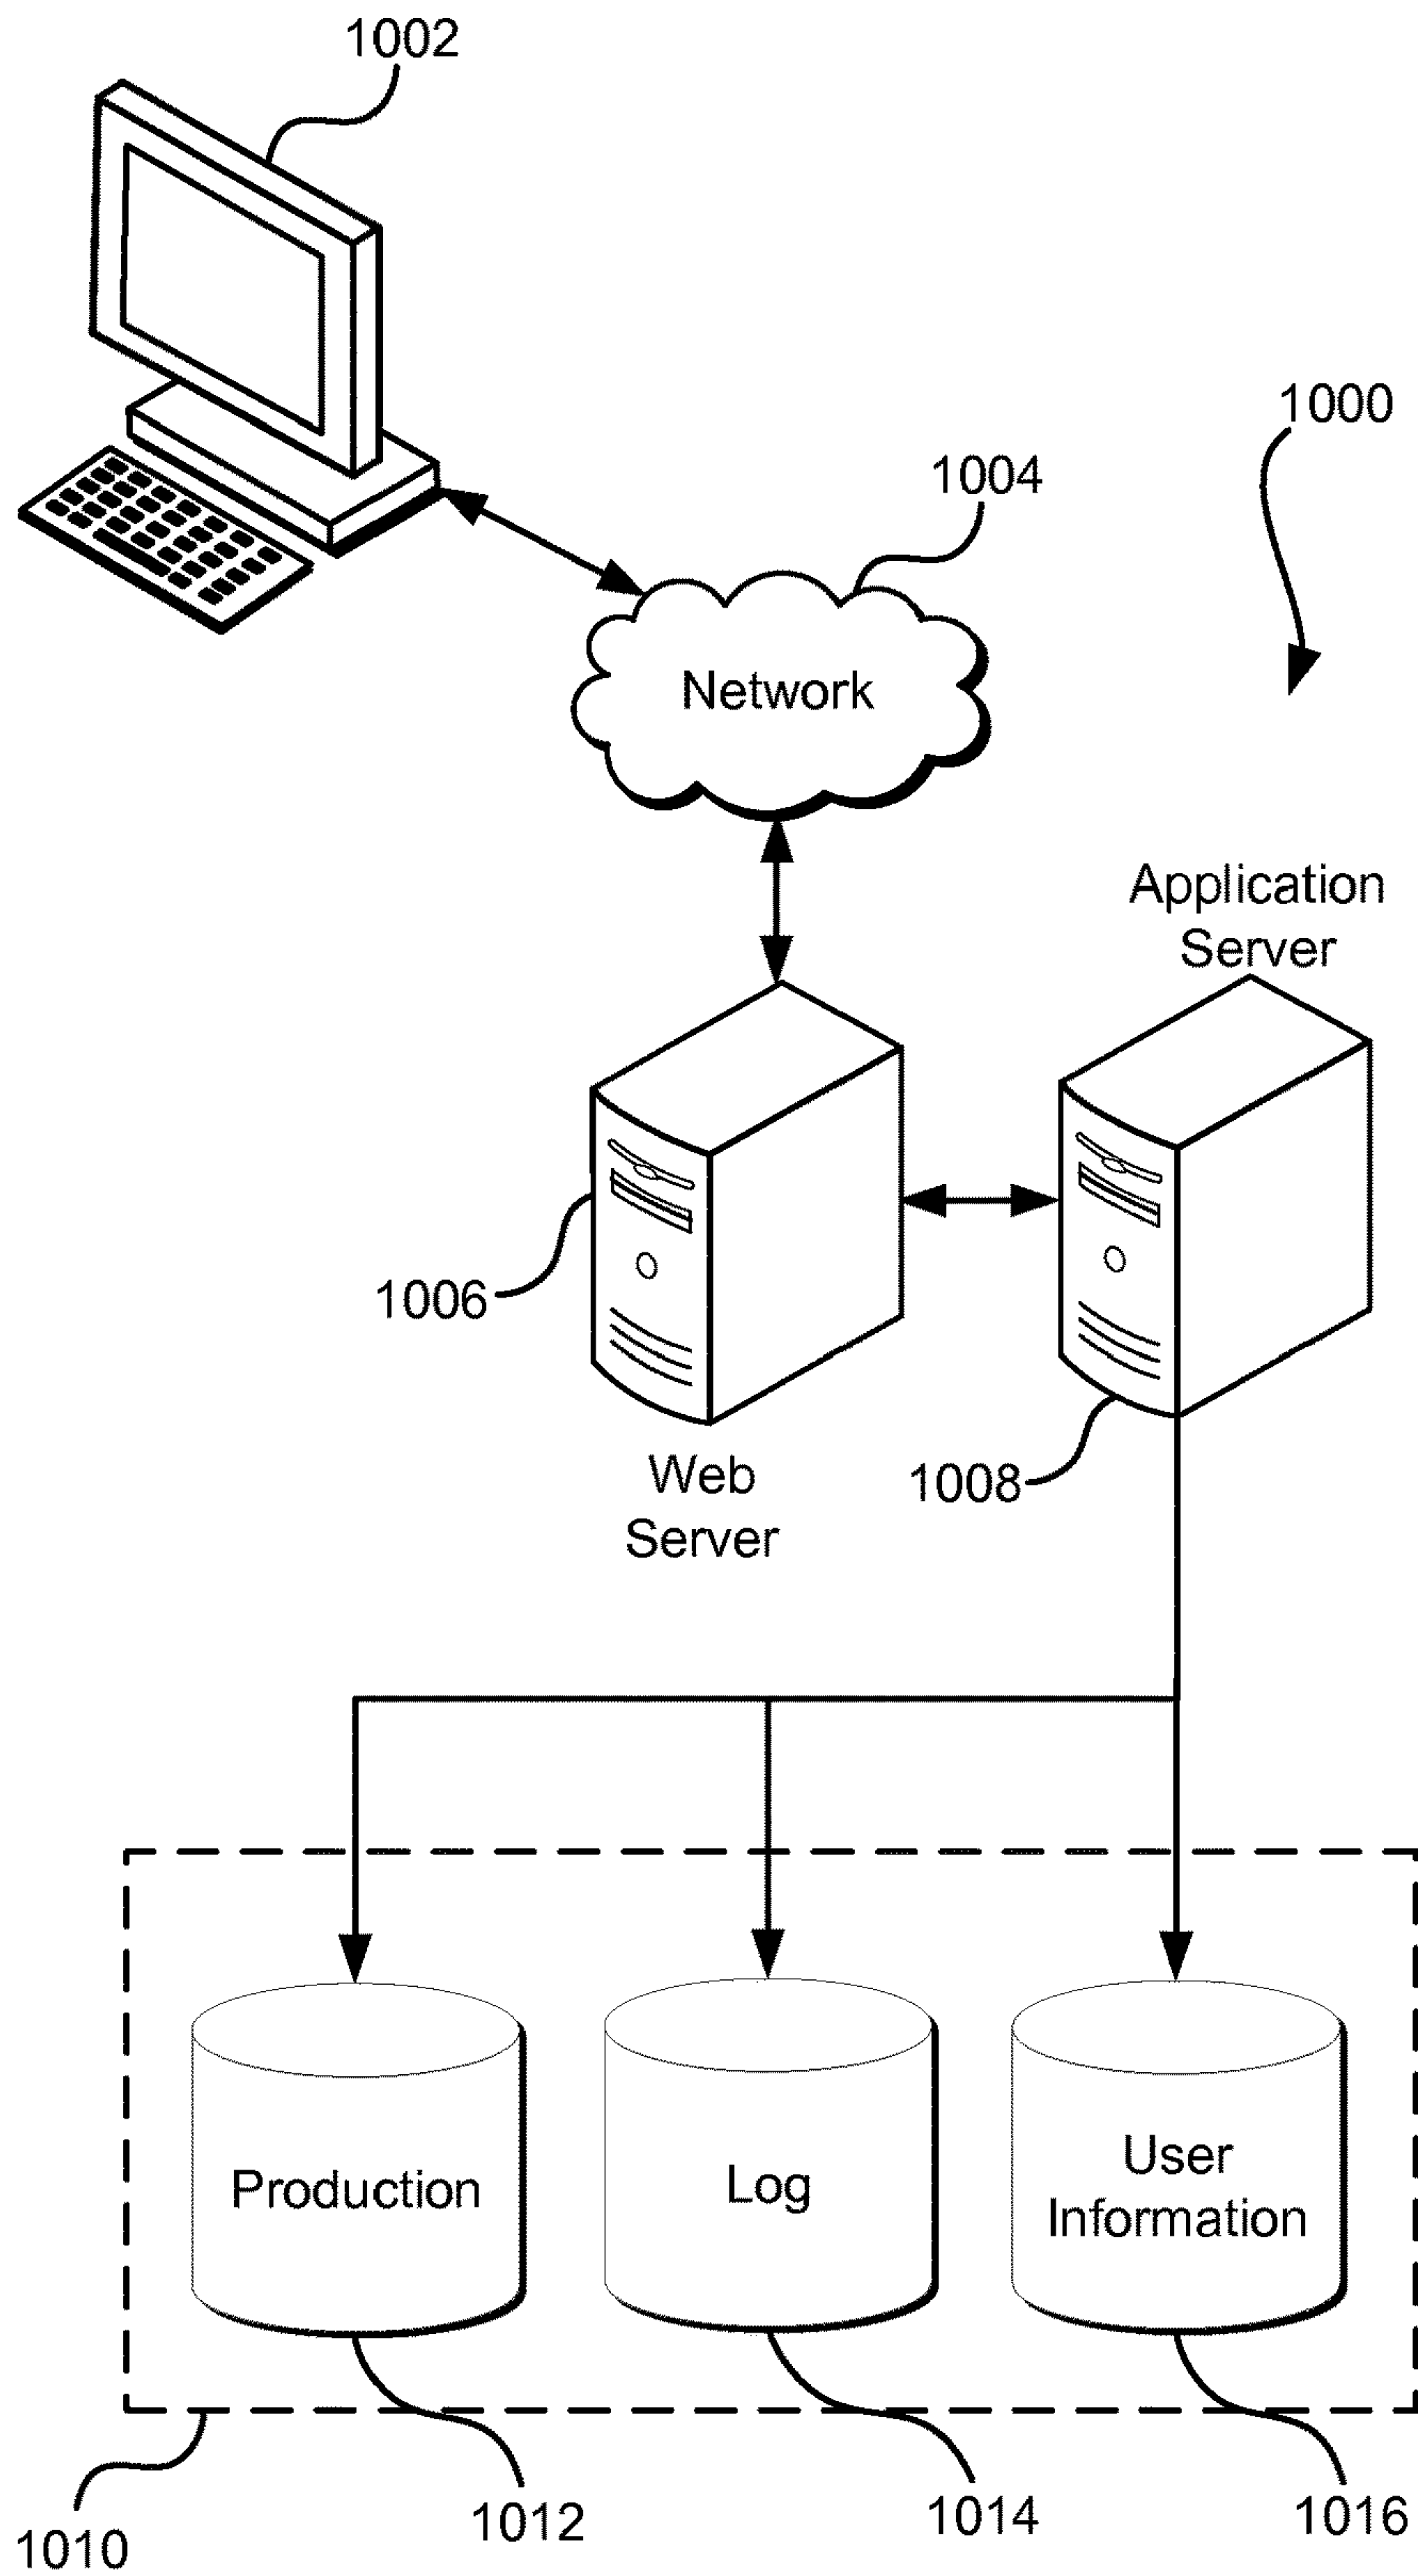 1002
1000
1004
Network
Application
Server
1006
1008
Web
Server
Production
Log
User
Information
1010
1012
1014
1016